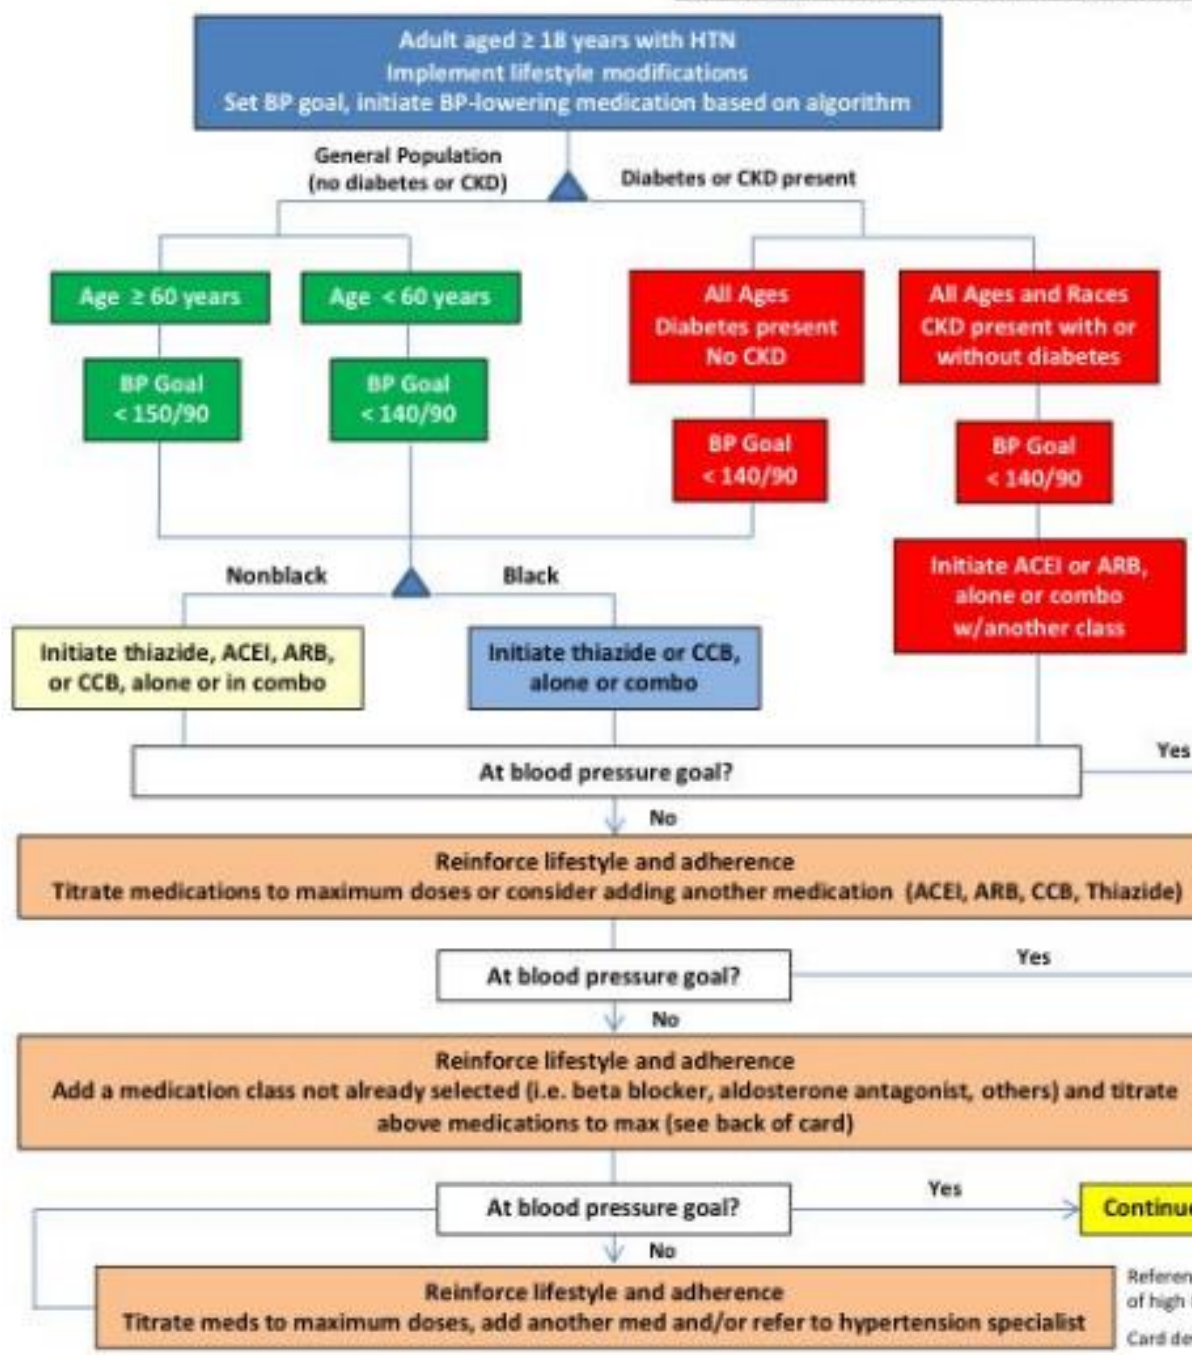 Adult aged ≥ 18 years with HTN
Implement lifestyle modifications
Set BP goal, initiate BP-lowering medication based on algorithm
General Population
(no diabetes or CKD)
Diabetes or CKD present
Age ≥ 60 years
Age < 60 years
All Ages
Diabetes present
No CKD
All Ages and Races
CKD present with or
without diabetes
BP Goal
< 150/90
BP Goal
< 140/90
BP Goal
< 140/90
BP Goal
< 140/90
Nonblack
Black
Initiate thiazide, ACEI, ARB,
or CCB, alone or in combo
Initiate thiazide or CCB,
alone or combo
Initiate ACEI or ARB,
alone or combo
w/another class
At blood pressure goal?
Yes
No
Reinforce lifestyle and adherence
Titrate medications to maximum doses or consider adding another medication (ACEI, ARB, CCB, Thiazide)
At blood pressure goal?
Yes
No
Reinforce lifestyle and adherence
Add a medication class not already selected (i.e. beta blocker, aldosterone antagonist, others) and titrate
above medications to max (see back of card)
At blood pressure goal?
Yes
Continue
No
Reinforce lifestyle and adherence
Titrate meds to maximum doses, add another med and/or refer to hypertension specialist
Referen
of high
Card de